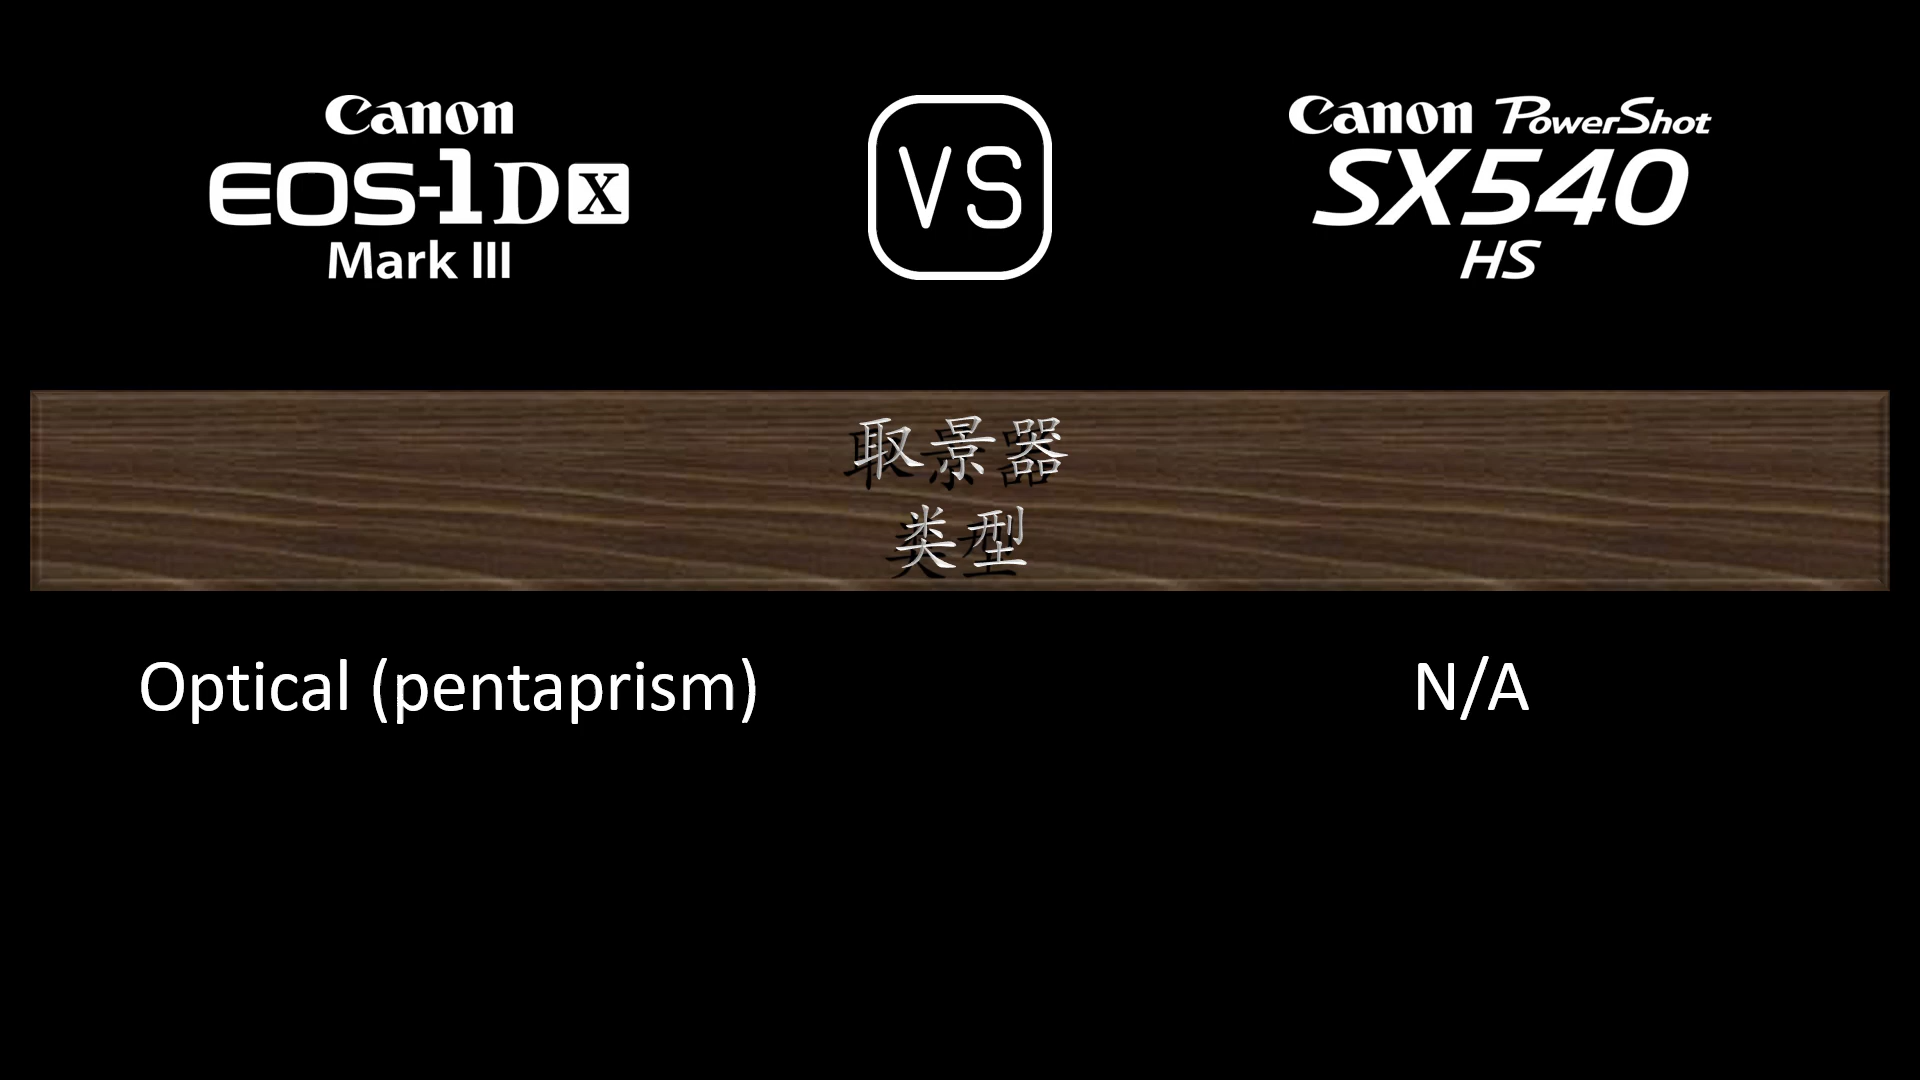 Canon
EOS-1D X
Mark III
VS
Canon PowerShot
SX540
HS
取景器
类型
Optical (pentaprism)
N/A